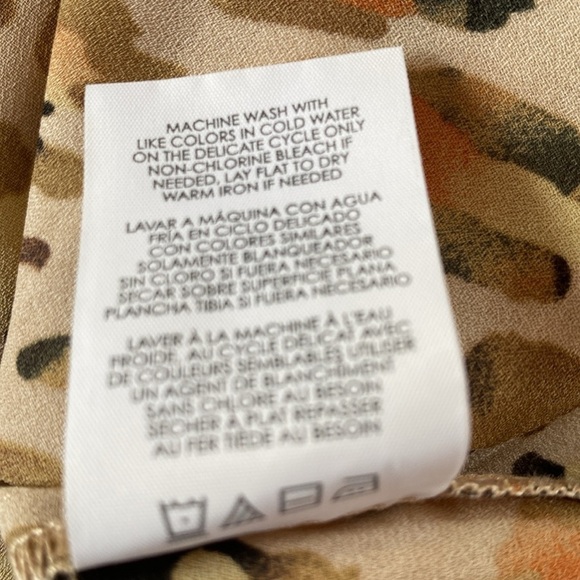 MACHINE WASH WITH
LIKE COLORS IN COLD WATER
ON THE DELICATE CYCLE ONLY
NON-CHLORINE BLEACH IF
NEEDED, LAY FLAT TO DRY
WARM IRON IF NEEDED
LAVAR A MÁQUINA CON AGUA
FRÍA EN CICLO DELICADO
CON COLORES SIMILARES
SOLAMENTE BLANQUEADOR
SIN CLORO SI FUERA NECESARIO
SECAR SOBRE SUPERFICIE PLANA
PLANCHA TIBIA SI FUERA NECESARIO
LAVER À LA MACHINE À L'EAU
FROIDE, AU CYCLE DÉLICAT AVEC
DE COULEURS SEMBLABLES UTILISER
UN AGENT DE BLANCHIMENT
SANS CHLORE AU BESOIN
SÉCHER À PLAT REPASSER
AU FER TIÈDE AU BESOIN